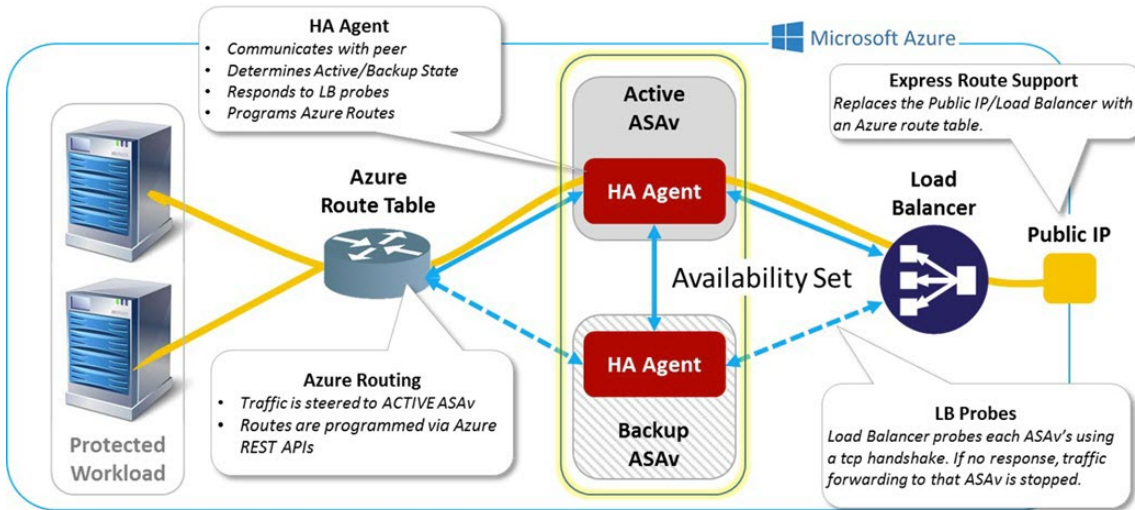 HA Agent
• Communicates with peer
• Determines Active/Backup State
• Responds to LB probes
• Programs Azure Routes
Microsoft Azure
Express Route Support
Replaces the Public IP/Load Balancer with
an Azure route table.
Active
ASAv
HA Agent
Azure
Route Table
Load
Balancer
Public IP
Availability Set
HA Agent
Backup
ASAv
Azure Routing
• Traffic is steered to ACTIVE ASAv
• Routes are programmed via Azure
REST APIs
LB Probes
Load Balancer probes each ASAv's using
a tcp handshake. If no response, traffic
forwarding to that ASAv is stopped.
Protected
Workload